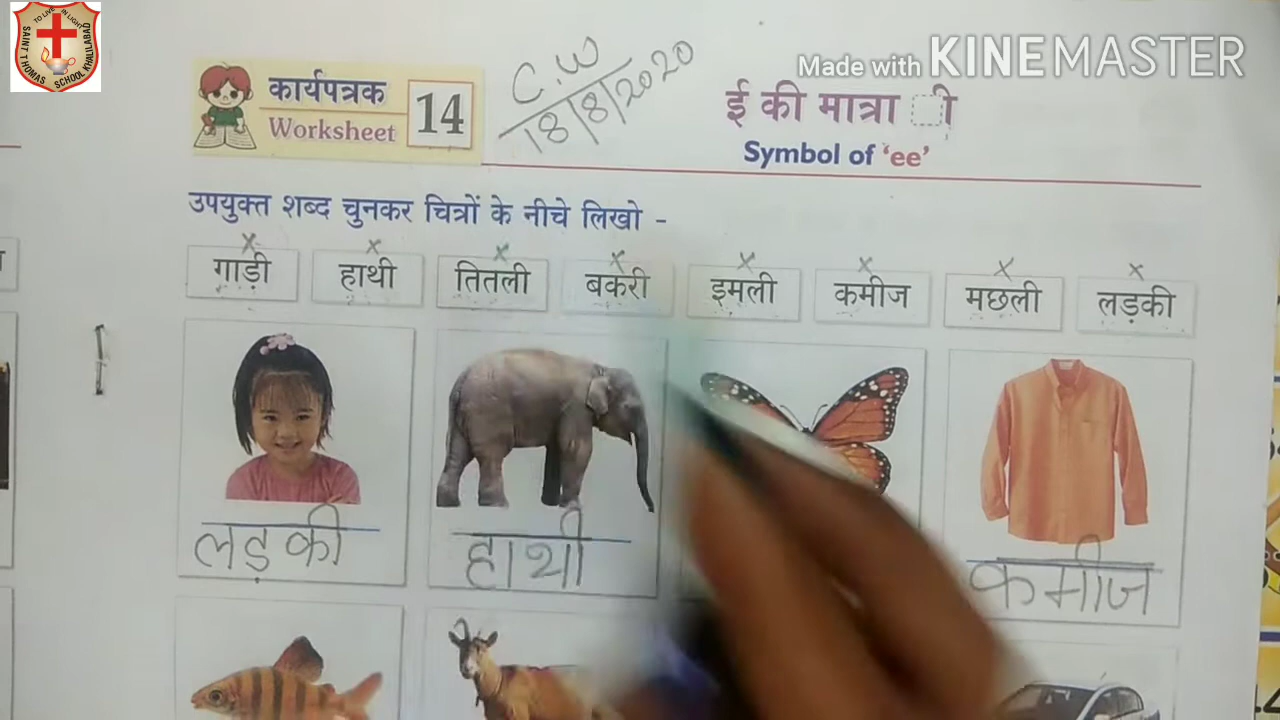 TO LIVE IN LIGHT
SAINT THOMAS SCHOOL KHALILABAD
Made with KINEMASTER
कार्यपत्रक
Worksheet
14
C.W
18/8/2020
ई की मात्रा ी
Symbol of ‘ee’
उपयुक्त शब्द चुनकर चित्रों के नीचे लिखो -
x x x x x x x x
गाड़ी हाथी तितली बकरी इमली कमीज मछली लड़की
लड़की हाथी कमीज